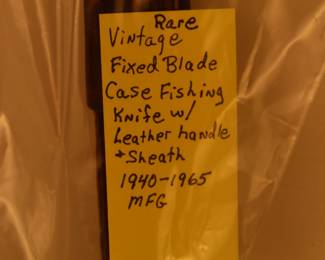 Rare
Vintage
Fixed Blade
Case Fishing
Knife w/
Leather handle
+ Sheath
1940-1965
MFG